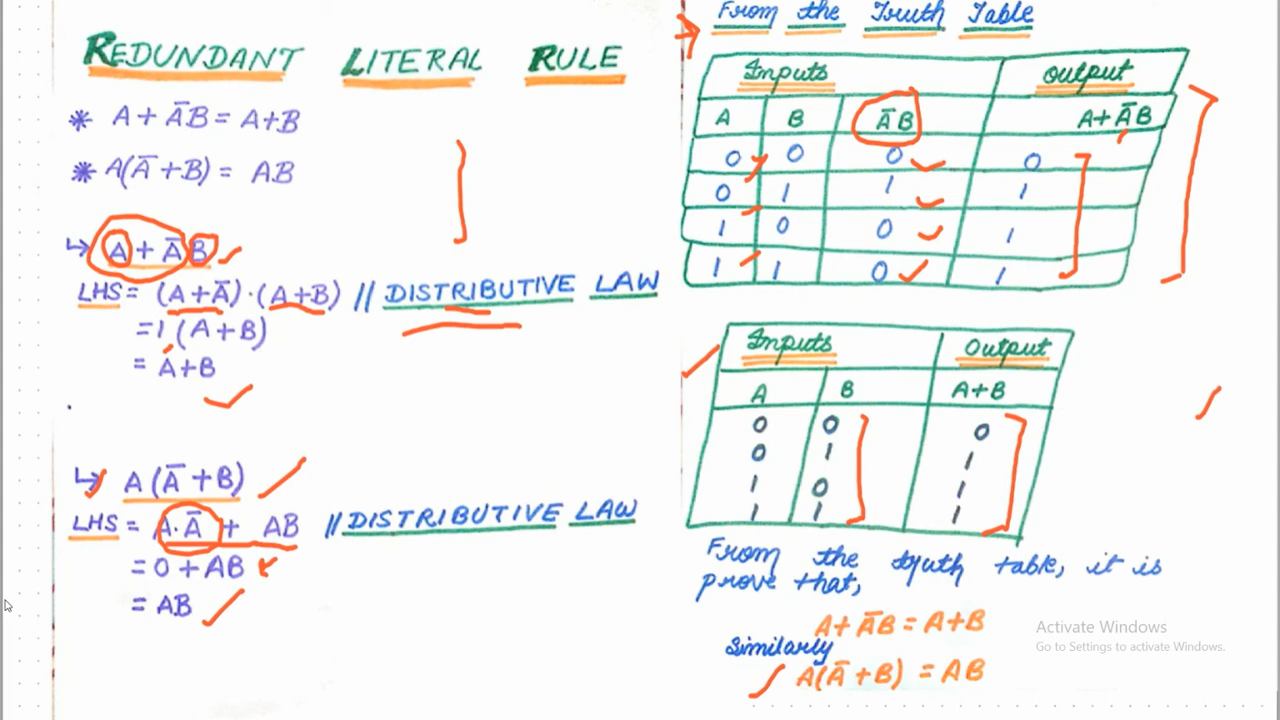 REDUNDANT LITERAL RULE
* A + ĀB = A+B
* A(Ā+B) = AB
↳ A + ĀB
LHS = (A+Ā)·(A+B) // DISTRIBUTIVE LAW
=1 (A+B)
= A+B
↳ A(Ā+B)
LHS = A·Ā + AB // DISTRIBUTIVE LAW
= 0 + AB
= AB
From the Truth Table
Inputs Output
A B ĀB A+ĀB
0 0 0 0
0 1 1 1
1 0 0 1
1 1 0 1
Inputs Output
A B A+B
0 0 0
0 1 1
1 0 1
1 1 1
From the truth table, it is
prove that,
A+ ĀB = A+B
Similarly
A(Ā+B) = AB
Activate Windows
Go to Settings to activate Windows.